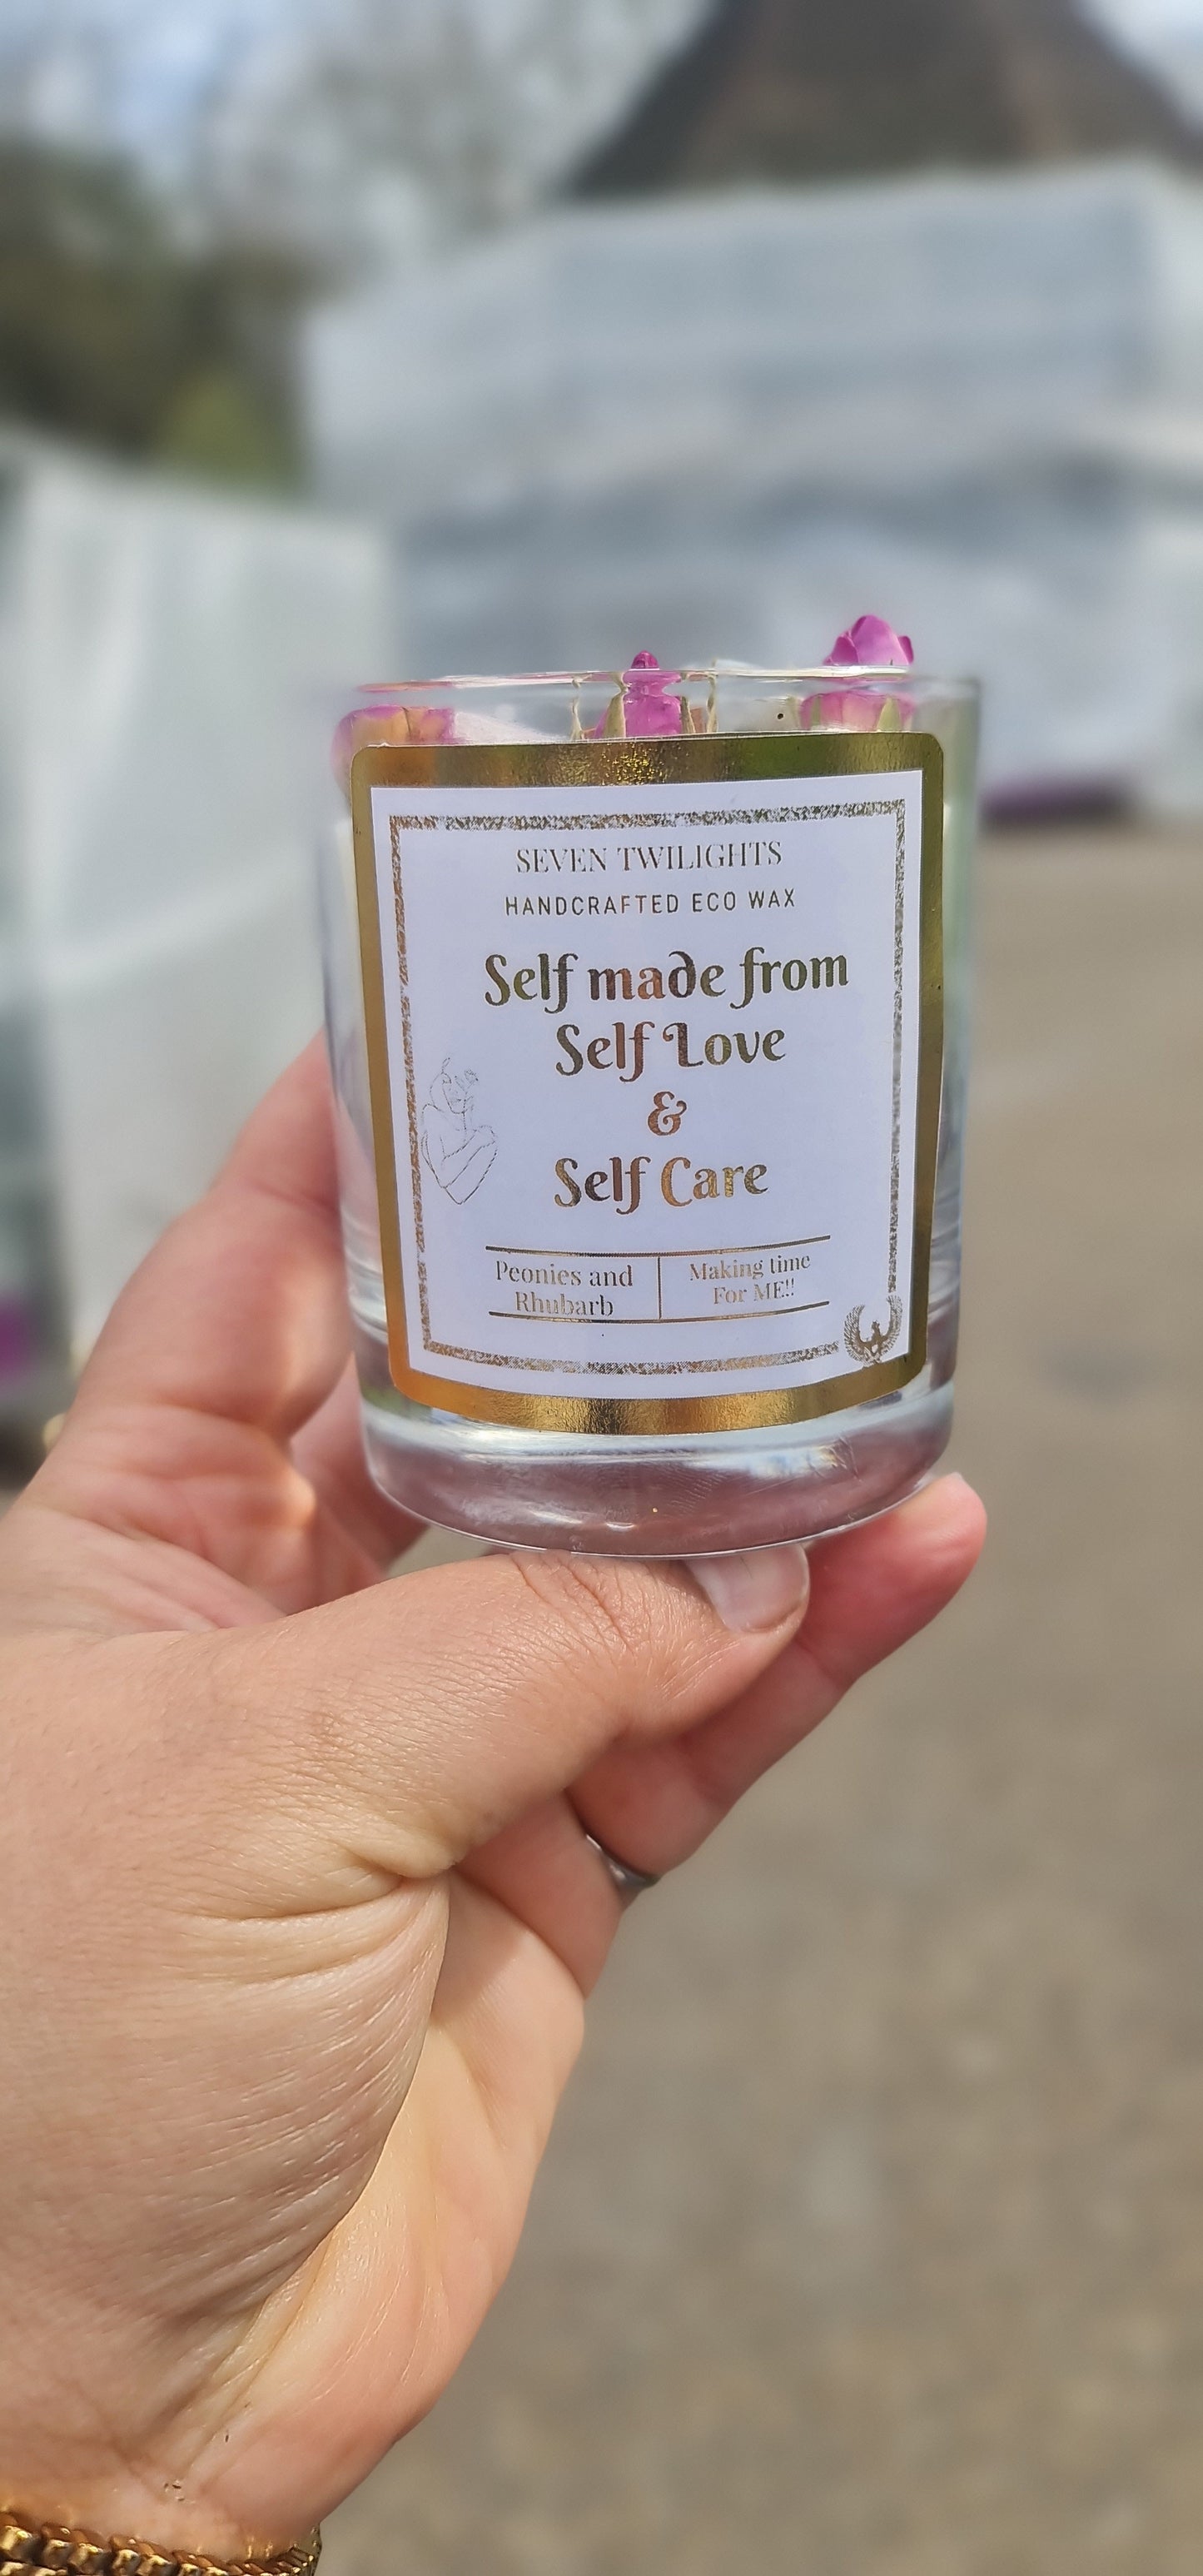 SEVEN TWILIGHTS
HANDCRAFTED ECO WAX
Self made from
Self Love
&
Self Care
Peonies and
Rhubarb
Making time
For ME!!